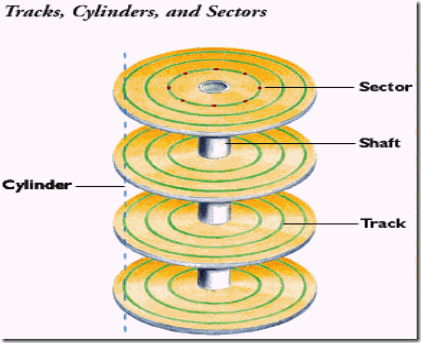 Tracks, Cylinders, and Sectors
Sector
Shaft
Cylinder
Track